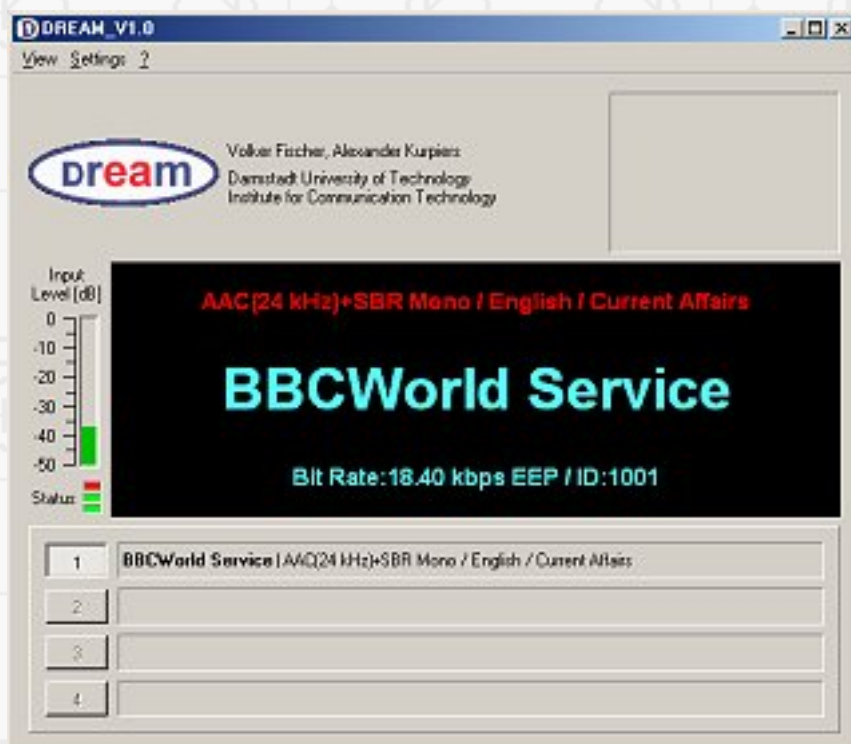 DREAM_V1.0
View Settings ?
Dream
Volker Fischer, Alexander Kurpiers
Darmstadt University of Technology
Institute for Communication Technology
Input
Level [dB]
0
-10
-20
-30
-40
-50
Status:
AAC(24 kHz)+SBR Mono / English / Current Affairs
BBCWorld Service
Bit Rate:18.40 kbps EEP / ID:1001
1 BBCWorld Service | AAC(24 kHz)+SBR Mono / English / Current Affairs
2
3
4